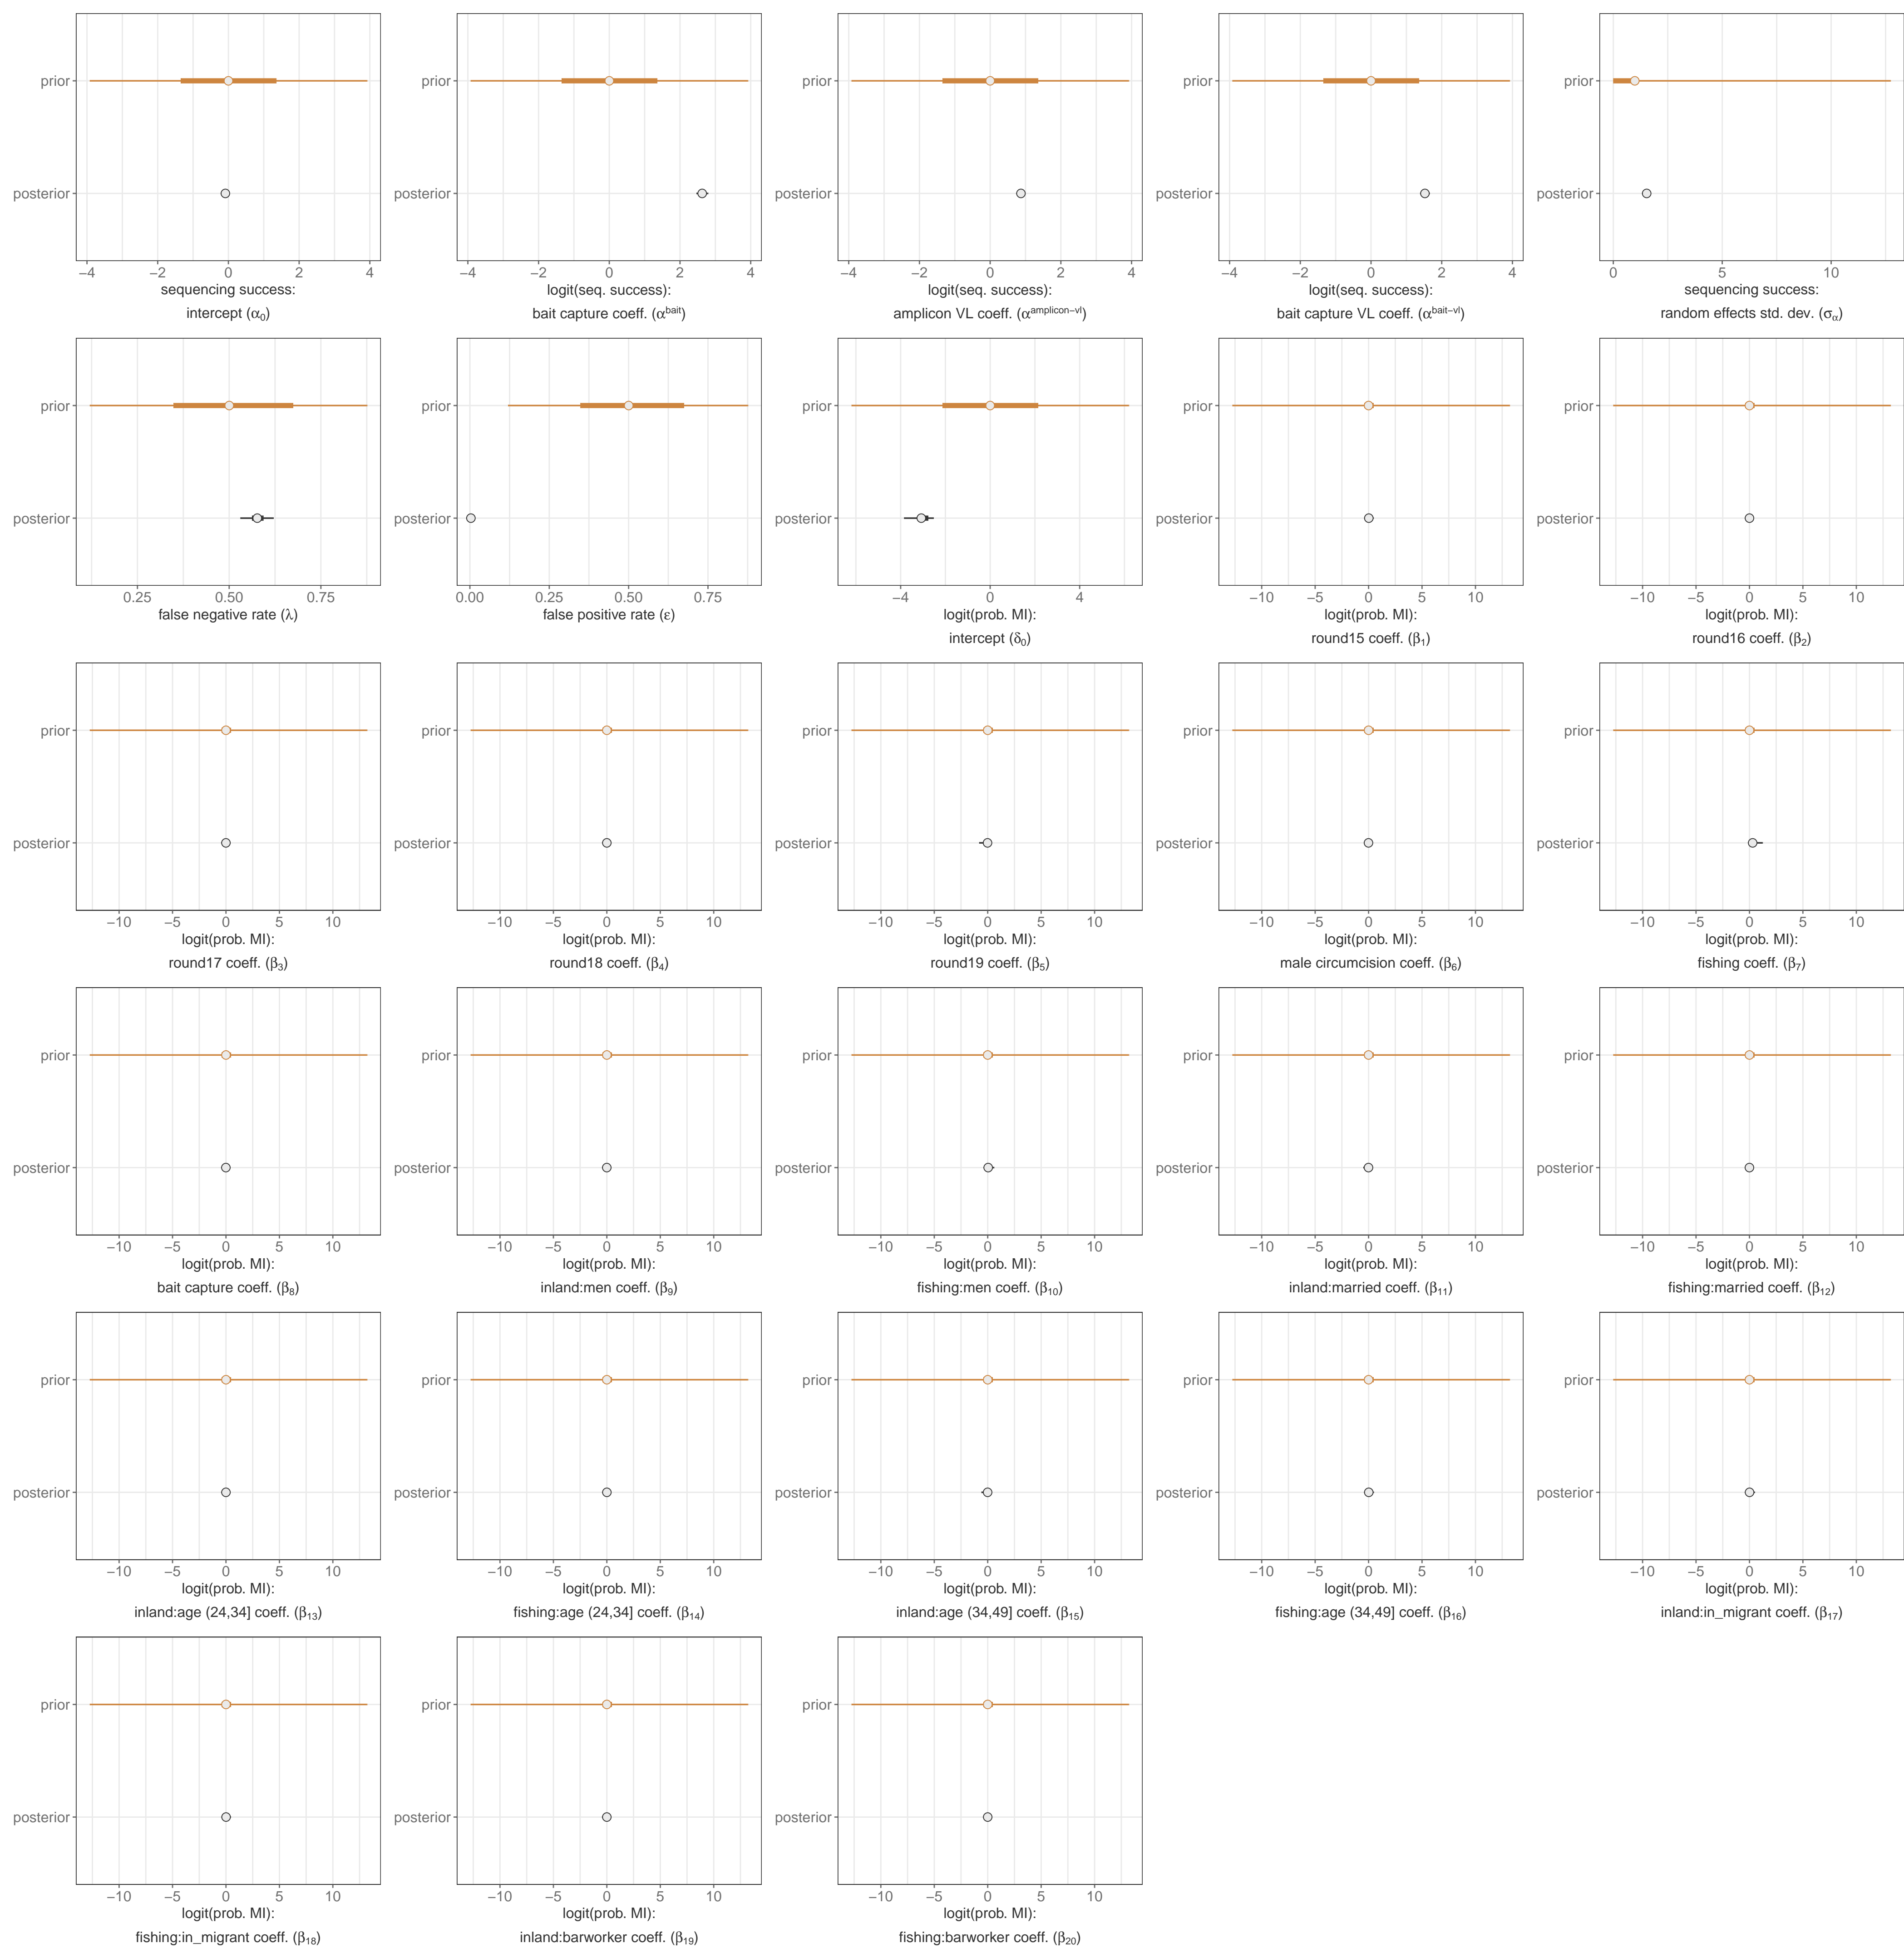 prior
posterior
−4 −2 0 2 4
sequencing success:
intercept (α0)
prior
posterior
−4 −2 0 2 4
logit(seq. success):
bait capture coeff. (α^bait)
prior
posterior
−4 −2 0 2 4
logit(seq. success):
amplicon VL coeff. (α^amplicon−vl)
prior
posterior
−4 −2 0 2 4
logit(seq. success):
bait capture VL coeff. (α^bait−vl)
prior
posterior
0 5 10
sequencing success:
random effects std. dev. (σα)
prior
posterior
0.25 0.50 0.75
false negative rate (λ)
prior
posterior
0.00 0.25 0.50 0.75
false positive rate (ε)
prior
posterior
−4 0 4
logit(prob. MI):
intercept (δ0)
prior
posterior
−10 −5 0 5 10
logit(prob. MI):
round15 coeff. (β1)
prior
posterior
−10 −5 0 5 10
logit(prob. MI):
round16 coeff. (β2)
prior
posterior
−10 −5 0 5 10
logit(prob. MI):
round17 coeff. (β3)
prior
posterior
−10 −5 0 5 10
logit(prob. MI):
round18 coeff. (β4)
prior
posterior
−10 −5 0 5 10
logit(prob. MI):
round19 coeff. (β5)
prior
posterior
−10 −5 0 5 10
logit(prob. MI):
male circumcision coeff. (β6)
prior
posterior
−10 −5 0 5 10
logit(prob. MI):
fishing coeff. (β7)
prior
posterior
−10 −5 0 5 10
logit(prob. MI):
bait capture coeff. (β8)
prior
posterior
−10 −5 0 5 10
logit(prob. MI):
inland:men coeff. (β9)
prior
posterior
−10 −5 0 5 10
logit(prob. MI):
fishing:men coeff. (β10)
prior
posterior
−10 −5 0 5 10
logit(prob. MI):
inland:married coeff. (β11)
prior
posterior
−10 −5 0 5 10
logit(prob. MI):
fishing:married coeff. (β12)
prior
posterior
−10 −5 0 5 10
logit(prob. MI):
inland:age (24,34] coeff. (β13)
prior
posterior
−10 −5 0 5 10
logit(prob. MI):
fishing:age (24,34] coeff. (β14)
prior
posterior
−10 −5 0 5 10
logit(prob. MI):
inland:age (34,49] coeff. (β15)
prior
posterior
−10 −5 0 5 10
logit(prob. MI):
fishing:age (34,49] coeff. (β16)
prior
posterior
−10 −5 0 5 10
logit(prob. MI):
inland:in_migrant coeff. (β17)
prior
posterior
−10 −5 0 5 10
logit(prob. MI):
fishing:in_migrant coeff. (β18)
prior
posterior
−10 −5 0 5 10
logit(prob. MI):
inland:barworker coeff. (β19)
prior
posterior
−10 −5 0 5 10
logit(prob. MI):
fishing:barworker coeff. (β20)